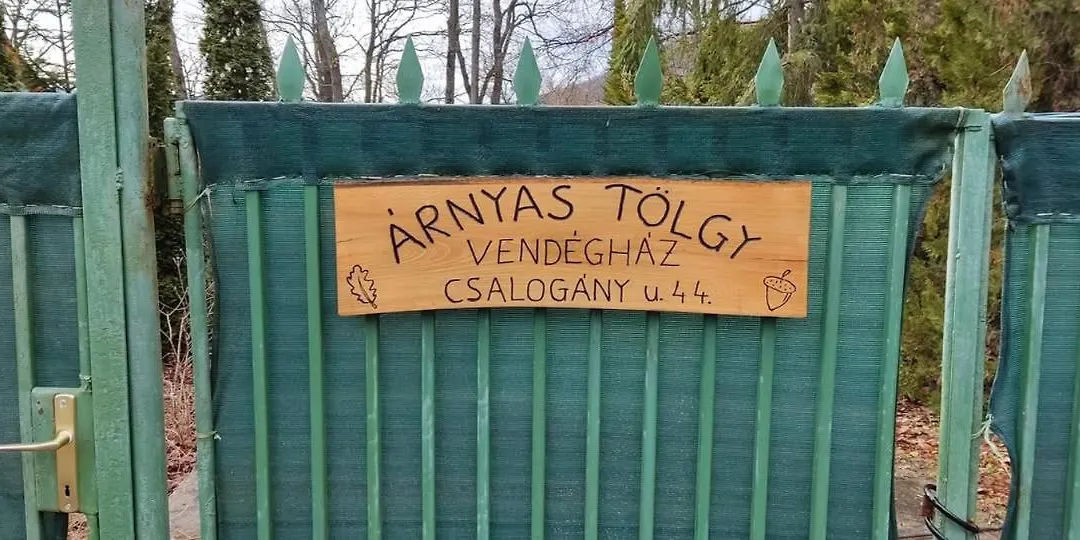 ÁRNYAS TÖLGY
VENDÉGHÁZ
CSALOGÁNY u. 44.